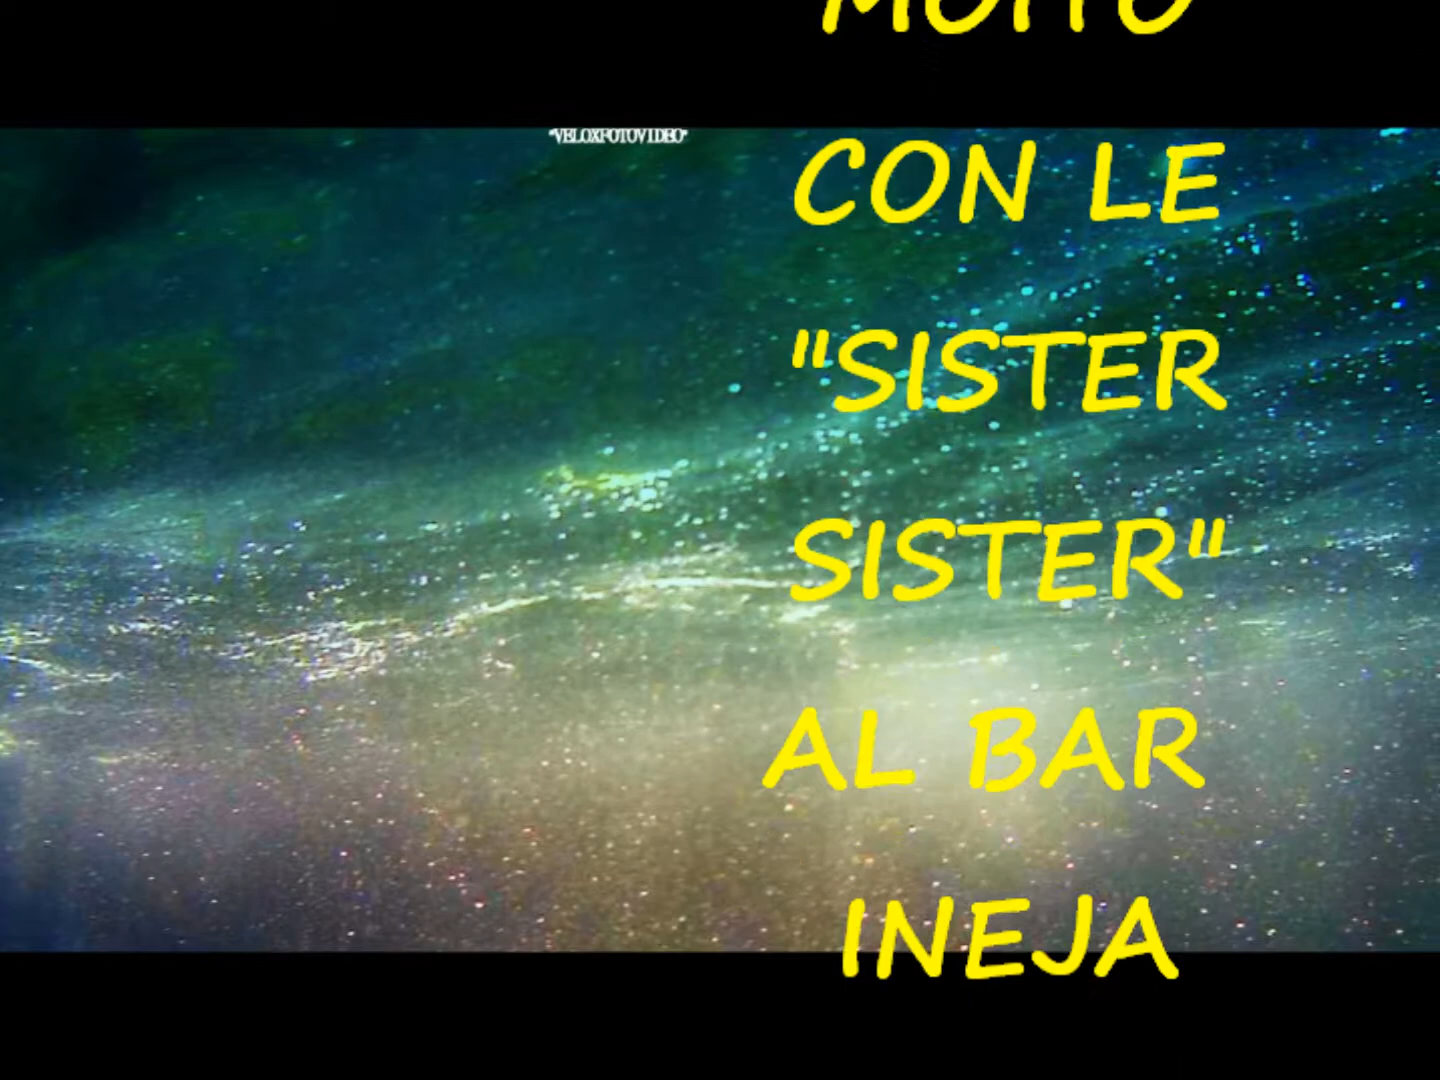 "VELOXFOTOVIDEO"
CON LE
"SISTER
SISTER"
AL BAR
INEJA